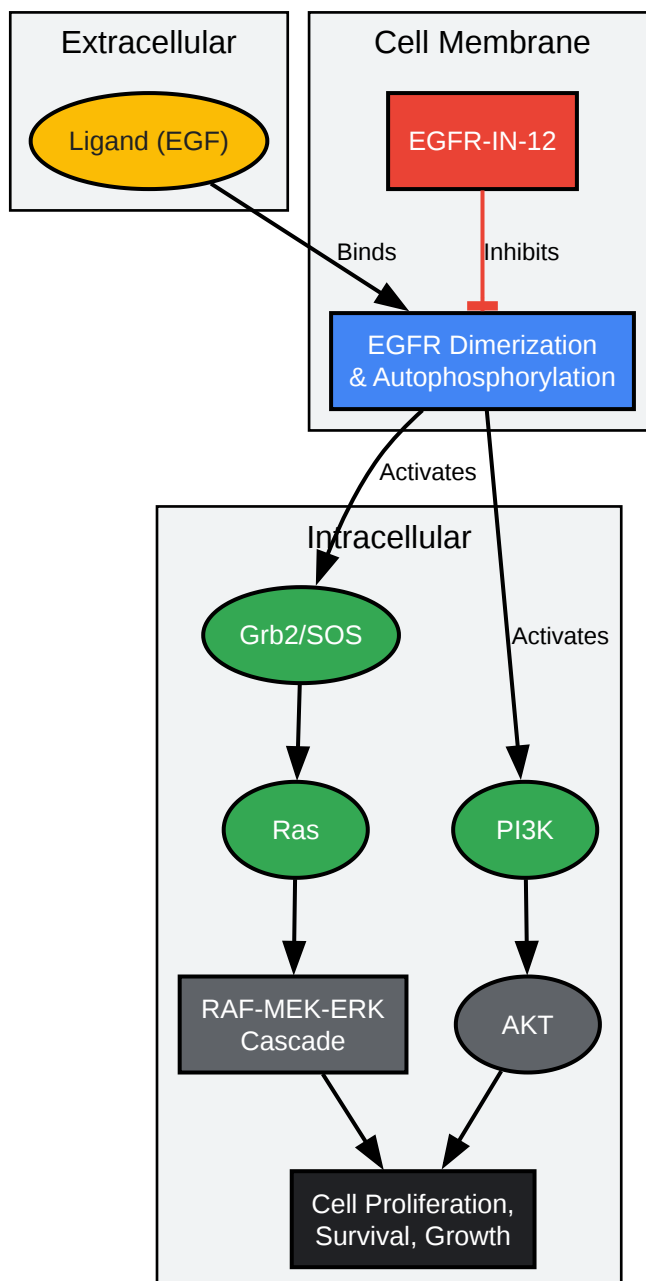 Extracellular
Cell Membrane
Ligand (EGF)
EGFR-IN-12
Binds
Inhibits
EGFR Dimerization
& Autophosphorylation
Activates
Intracellular
Grb2/SOS
Activates
Ras
PI3K
RAF-MEK-ERK
Cascade
AKT
Cell Proliferation,
Survival, Growth